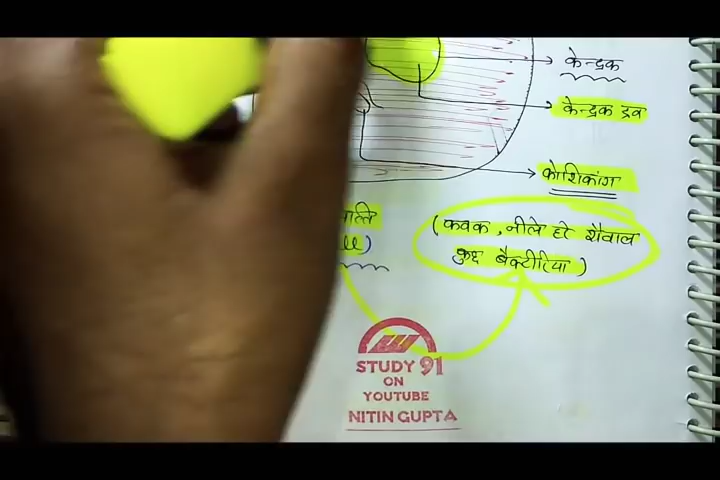 केन्द्रक
केन्द्रक द्रव
कोशिकांग
(कवक, नीले हरे शैवाल
कुछ बैक्टीरिया)
STUDY 91
ON
YOUTUBE
NITIN GUPTA